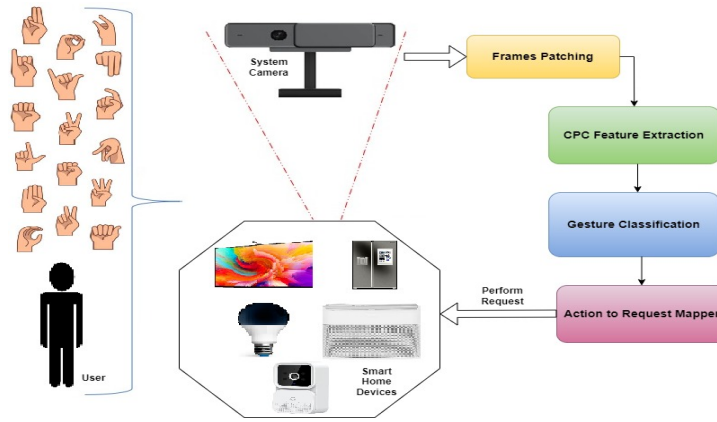 System
Camera
Frames Patching
CPC Feature Extraction
Gesture Classification
Action to Request Mapper
Perform
Request
Smart
Home
Devices
User